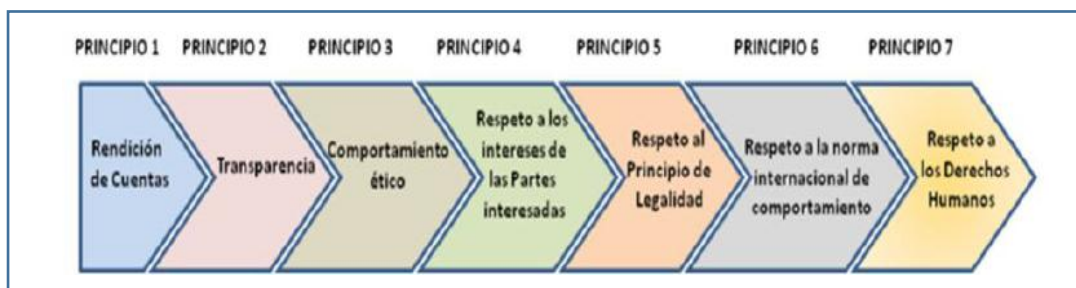 PRINCIPIO 1 PRINCIPIO 2 PRINCIPIO 3 PRINCIPIO 4 PRINCIPIO 5 PRINCIPIO 6 PRINCIPIO 7
Rendición
de Cuentas
Transparencia
Comportamiento
ético
Respeto a los
intereses de
las Partes
interesadas
Respeto al
Principio de
Legalidad
Respeto a la norma
internacional de
comportamiento
Respeto a
los Derechos
Humanos